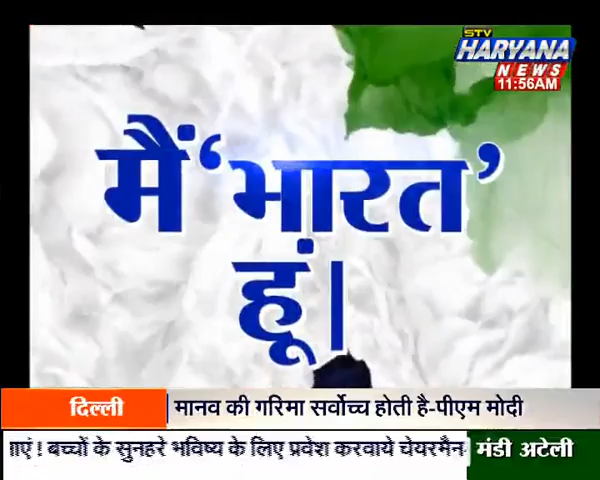 STV
HARYANA
NEWS
11:56AM
मैं ‘भारत’
हूं।
दिल्ली मानव की गरिमा सर्वोच्च होती है-पीएम मोदी
ाएं ! बच्चों के सुनहरे भविष्य के लिए प्रवेश करवाये चेयरमैन- मंडी अटेली